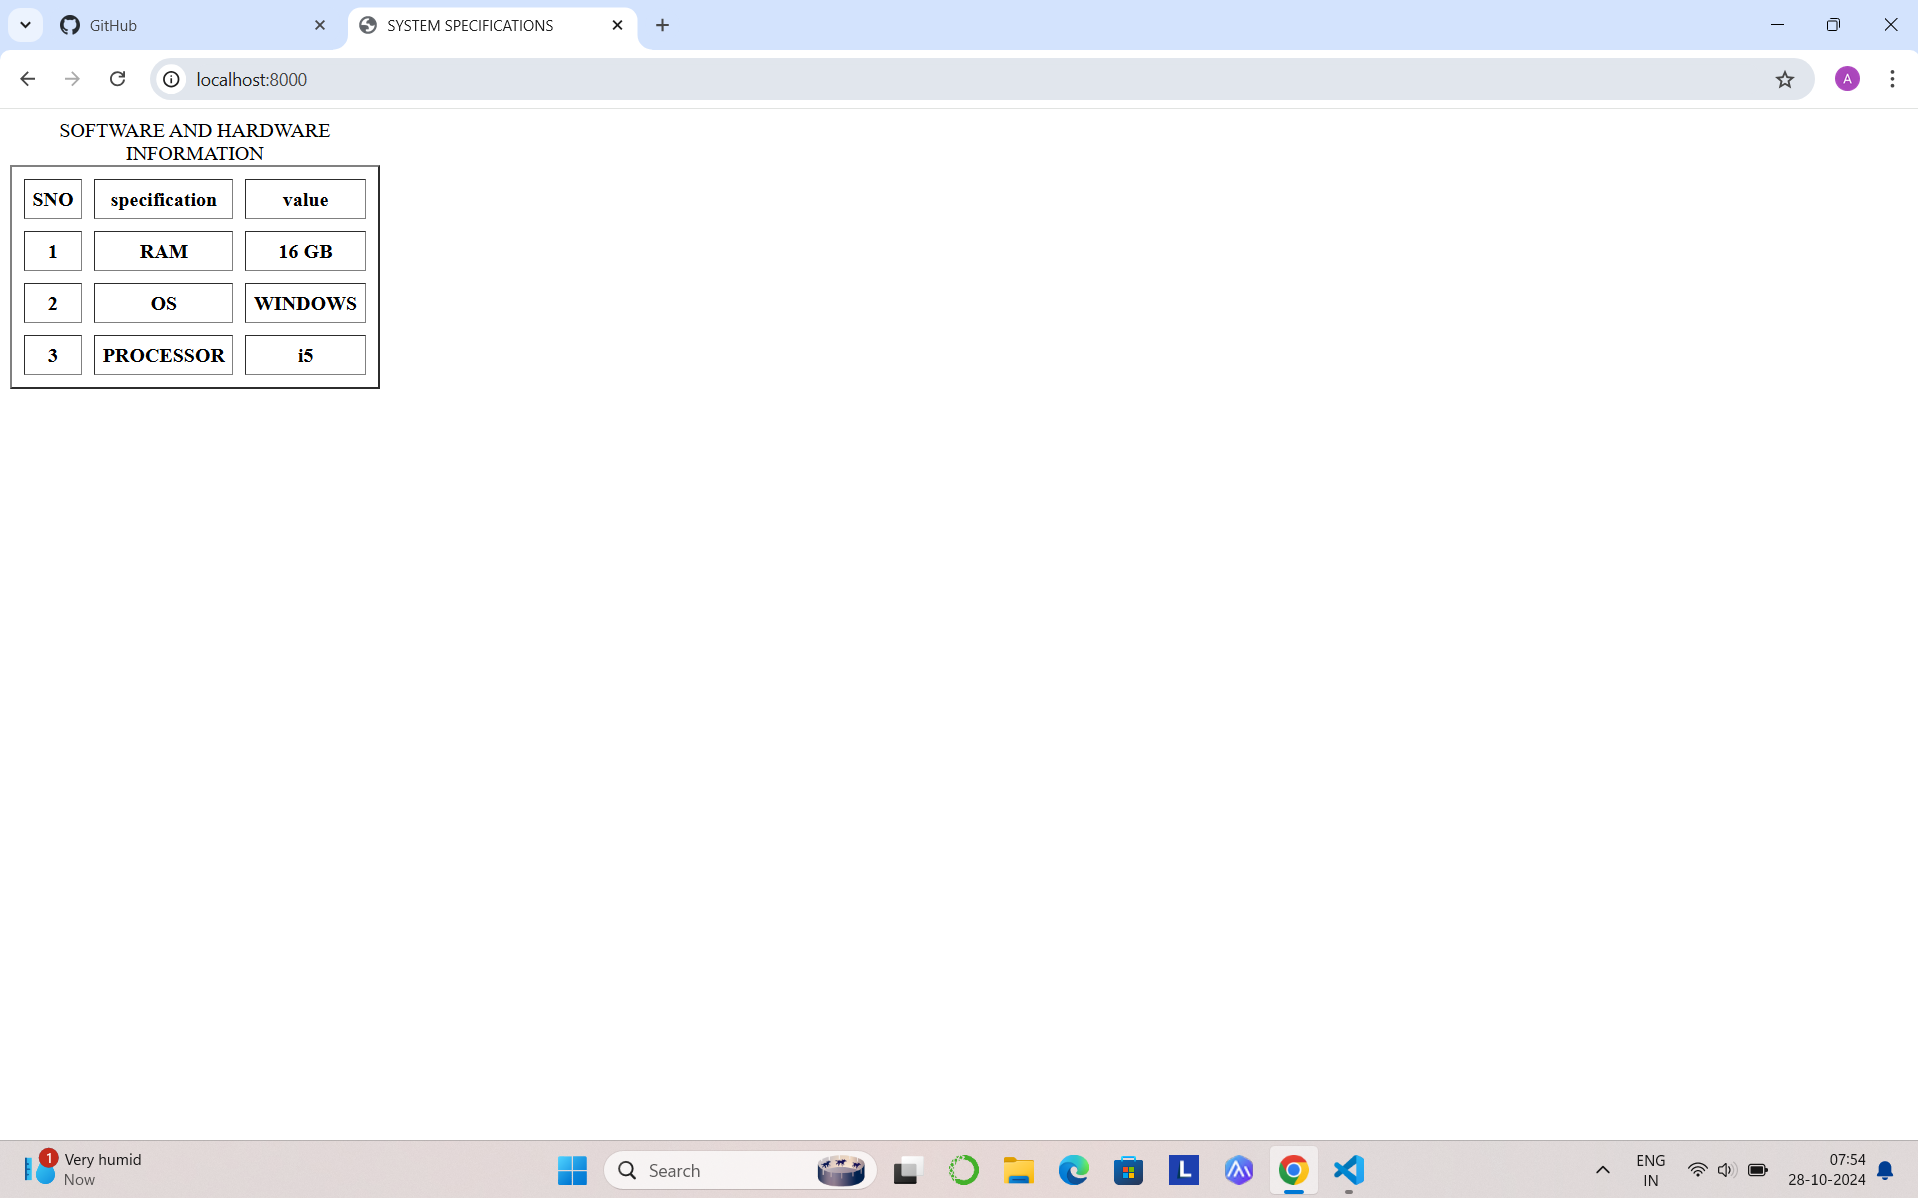 GitHub
SYSTEM SPECIFICATIONS
localhost:8000
A
SOFTWARE AND HARDWARE
INFORMATION
SNO specification value
1 RAM 16 GB
2 OS WINDOWS
3 PROCESSOR i5
1
Very humid
Now
Search
L
ENG
IN
07:54
28-10-2024